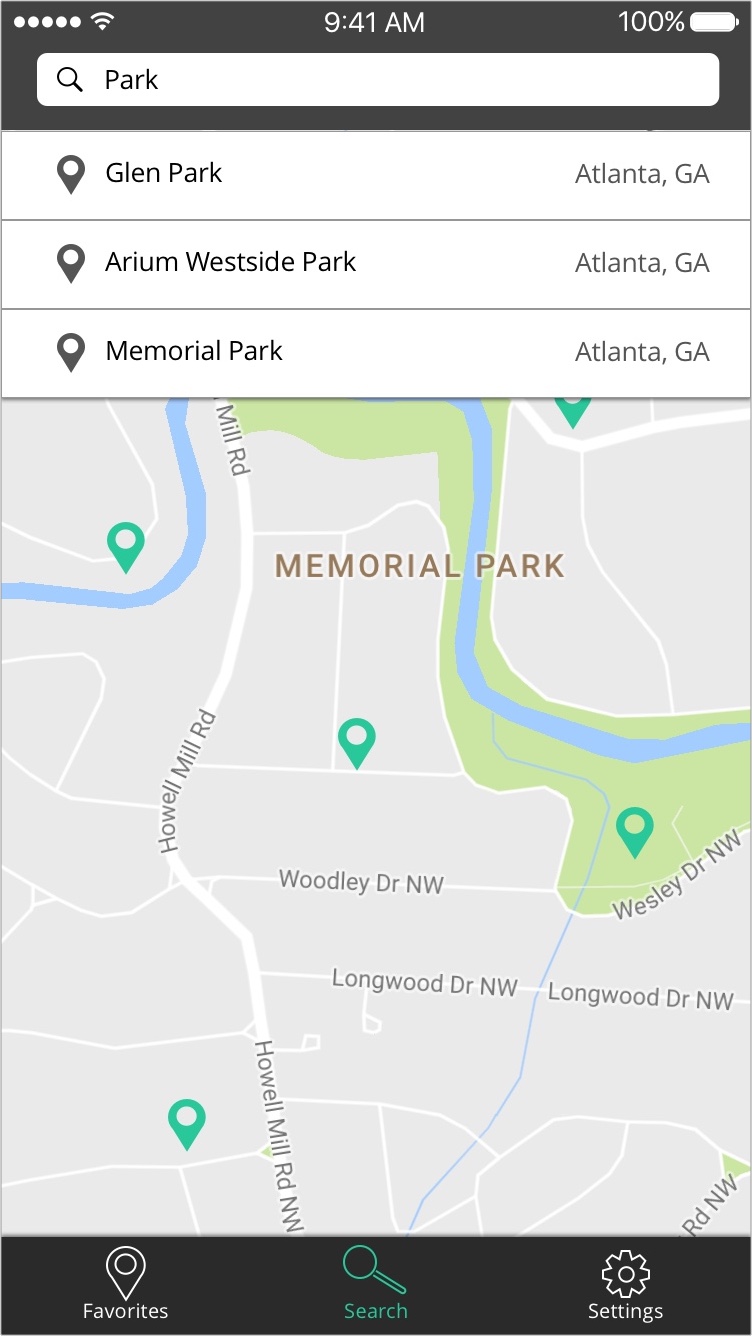 9:41 AM 100%
Park
Glen Park Atlanta, GA
Arium Westside Park Atlanta, GA
Memorial Park Atlanta, GA
Mill Rd
MEMORIAL PARK
Howell Mill Rd
Woodley Dr NW
Wesley Dr NW
Longwood Dr NW Longwood Dr NW
Howell Mill Rd NW
Rd NW
Favorites Search Settings